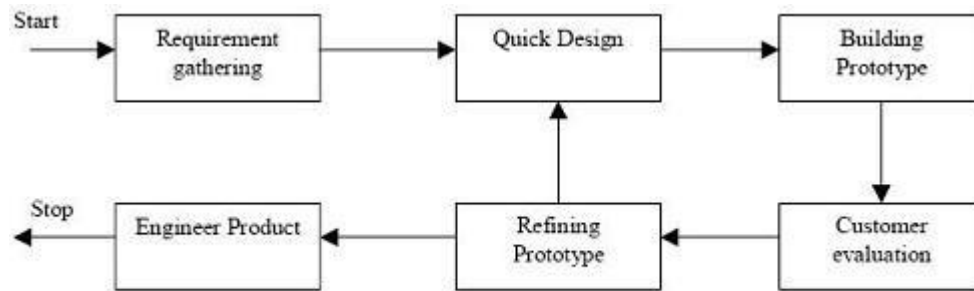 Start
Requirement
gathering
Quick Design
Building
Prototype
Stop
Engineer Product
Refining
Prototype
Customer
evaluation